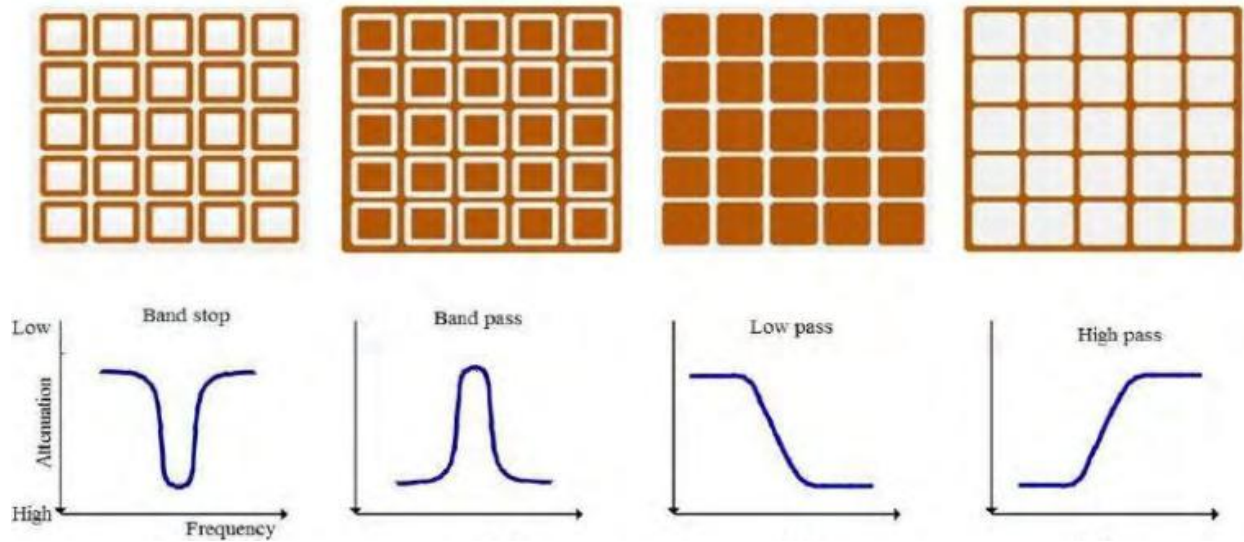 Band stop
Band pass
Low pass
High pass
Low
Attenuation
High
Frequency